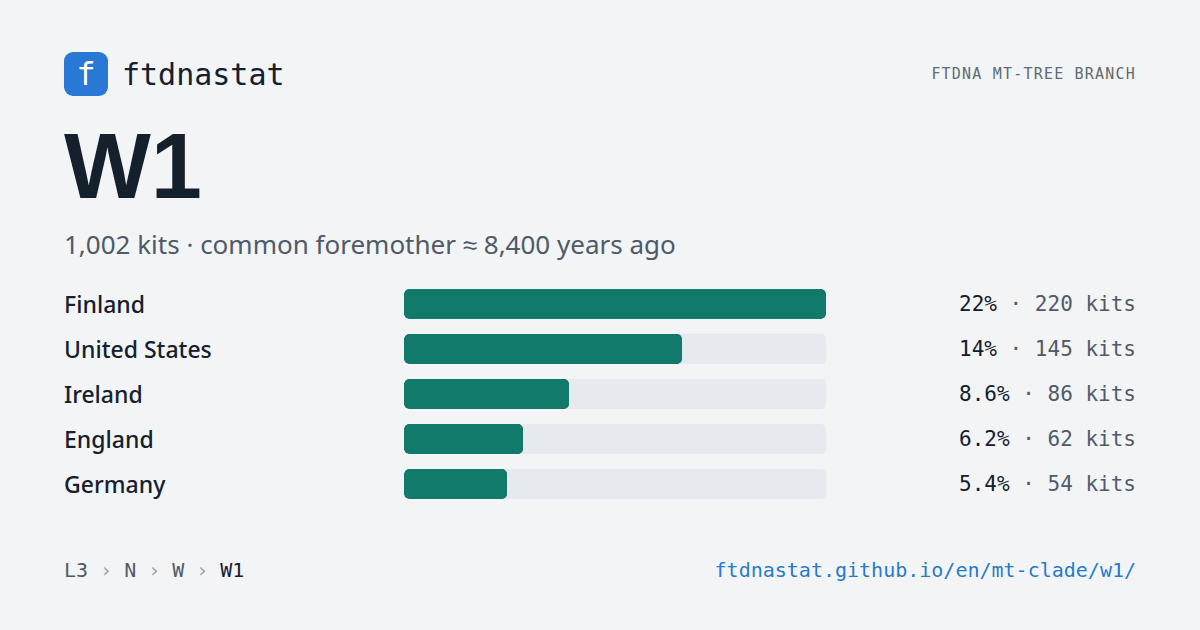 f ftdnastat
FTDNA MT-TREE BRANCH
W1
1,002 kits · common foremother ≈ 8,400 years ago
Finland 22% · 220 kits
United States 14% · 145 kits
Ireland 8.6% · 86 kits
England 6.2% · 62 kits
Germany 5.4% · 54 kits
L3 › N › W › W1
ftdnastat.github.io/en/mt-clade/w1/